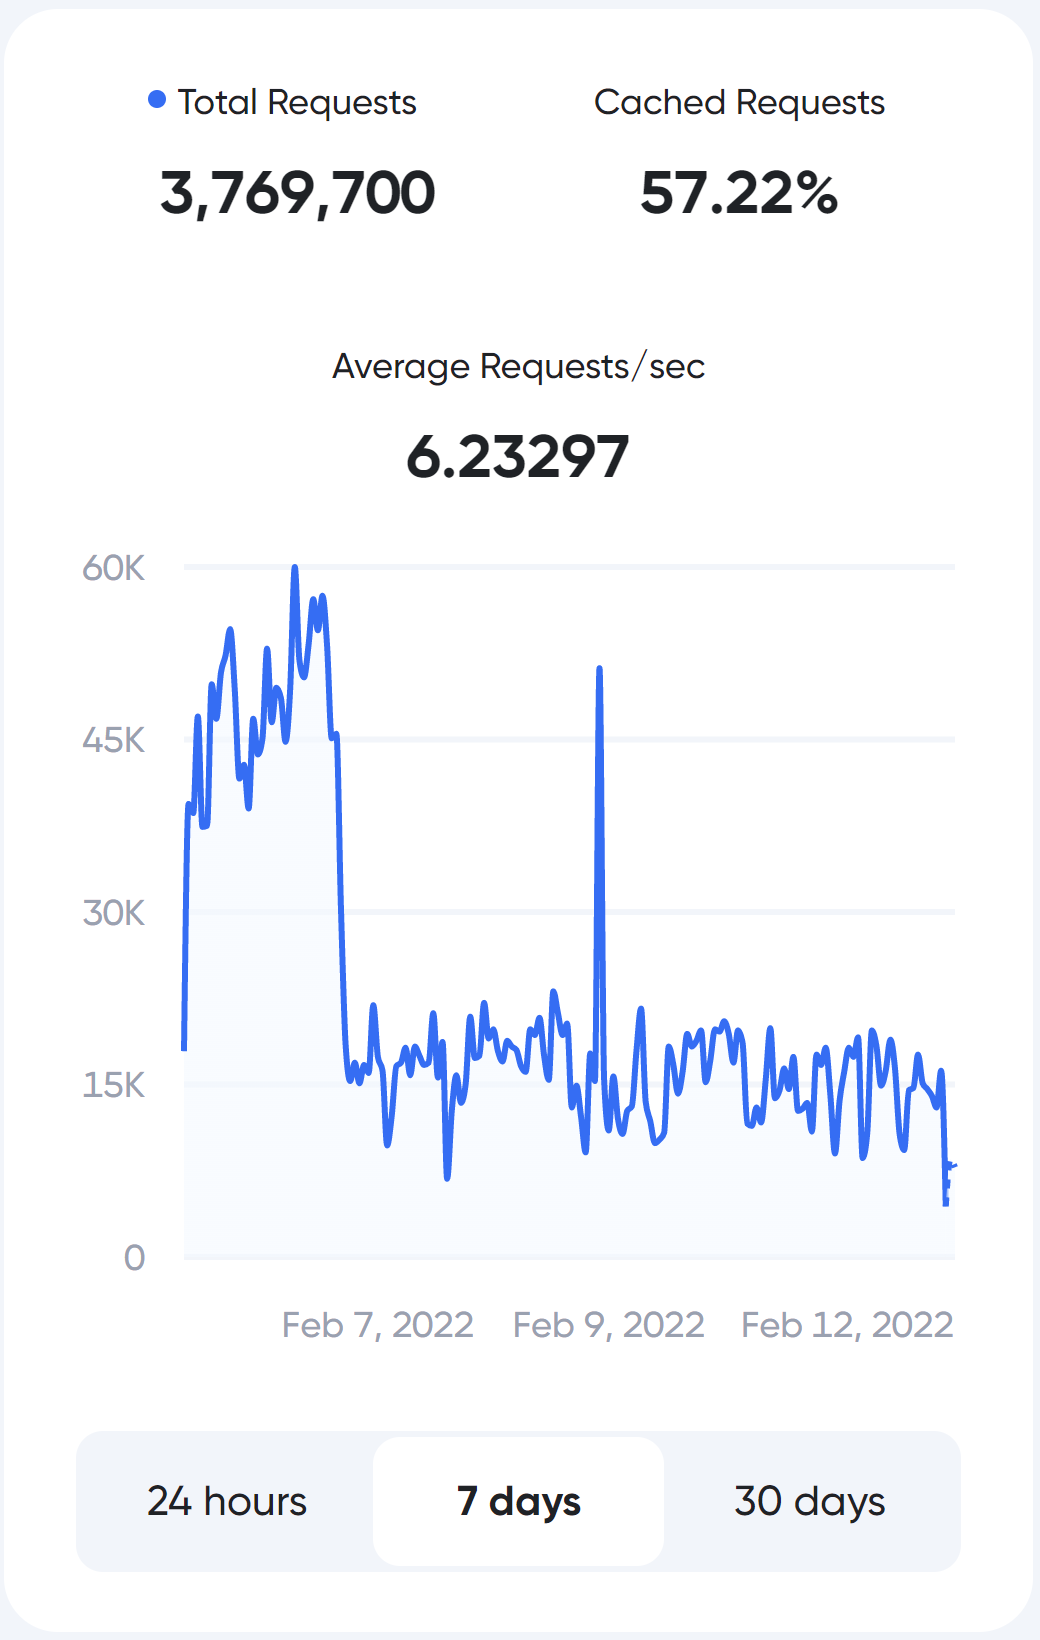 Total Requests
Cached Requests
3,769,700
57.22%
Average Requests/sec
6.23297
60K
45K
30K
15K
0
Feb 7, 2022
Feb 9, 2022
Feb 12, 2022
24 hours
7 days
30 days